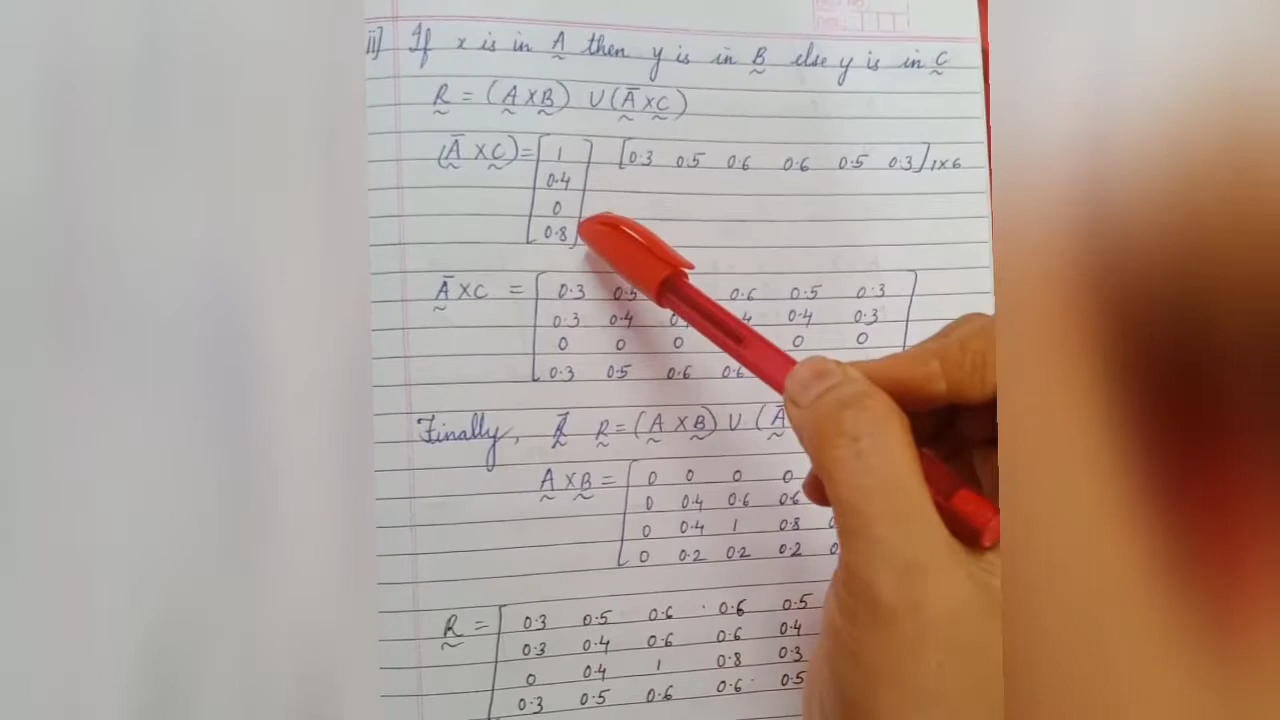 ii] If x is in A then y is in B else y is in C
R = (A X B) U (Ā X C)
(Ā X C) = [1 [0.3 0.5 0.6 0.6 0.5 0.3] 1 X 6
0.4
0
0.8]
Ā X C = [0.3 0.5 0.6 0.5 0.3
0.3 0.4 0.4 0.3
0 0 0 0 0
0.3 0.5 0.6 0.6
Finally, R = (A X B) U (Ā
A X B = [0 0 0 0
0 0.4 0.6 0.6
0 0.4 1 0.8
0 0.2 0.2 0.2
R = [0.3 0.5 0.6 0.6 0.5
0.3 0.4 0.6 0.6 0.4
0 0.4 1 0.8 0.3
0.3 0.5 0.6 0.6 0.5